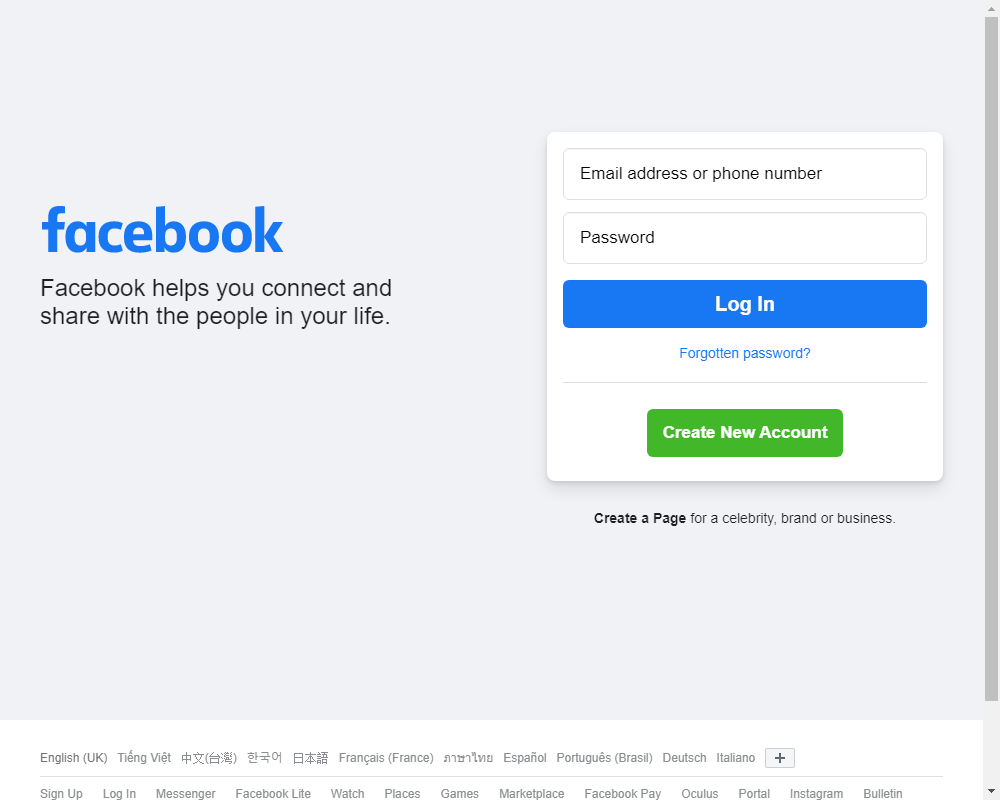 facebook
Facebook helps you connect and
share with the people in your life.
Email address or phone number
Password
Log In
Forgotten password?
Create New Account
Create a Page for a celebrity, brand or business.
English (UK) Tiếng Việt 中文(台灣) 한국어 日本語 Français (France) ภาษาไทย Español Português (Brasil) Deutsch Italiano +
Sign Up Log In Messenger Facebook Lite Watch Places Games Marketplace Facebook Pay Oculus Portal Instagram Bulletin